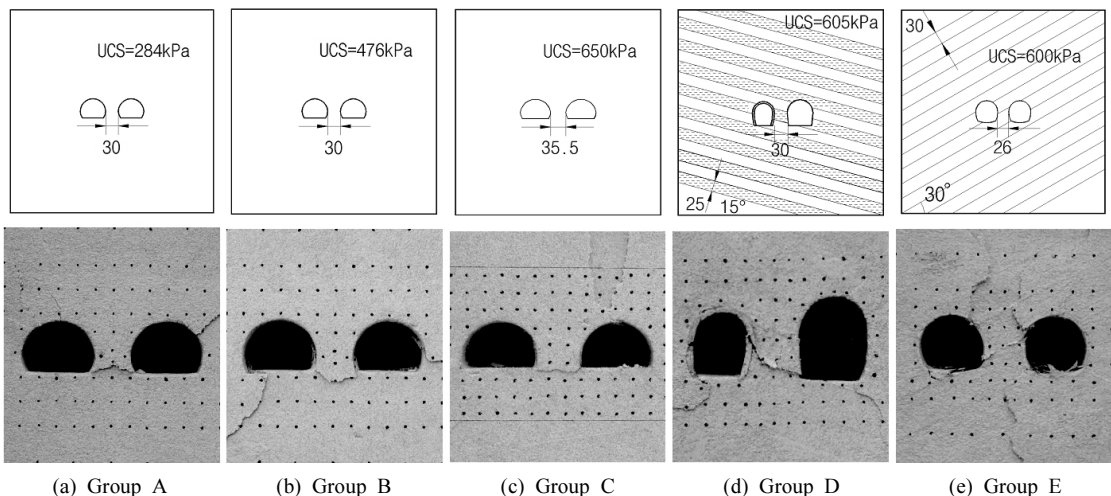 UCS=284kPa
30
UCS=476kPa
30
UCS=650kPa
35.5
UCS=605kPa
30
25
15°
30
UCS=600kPa
26
30°
(a) Group A
(b) Group B
(c) Group C
(d) Group D
(e) Group E